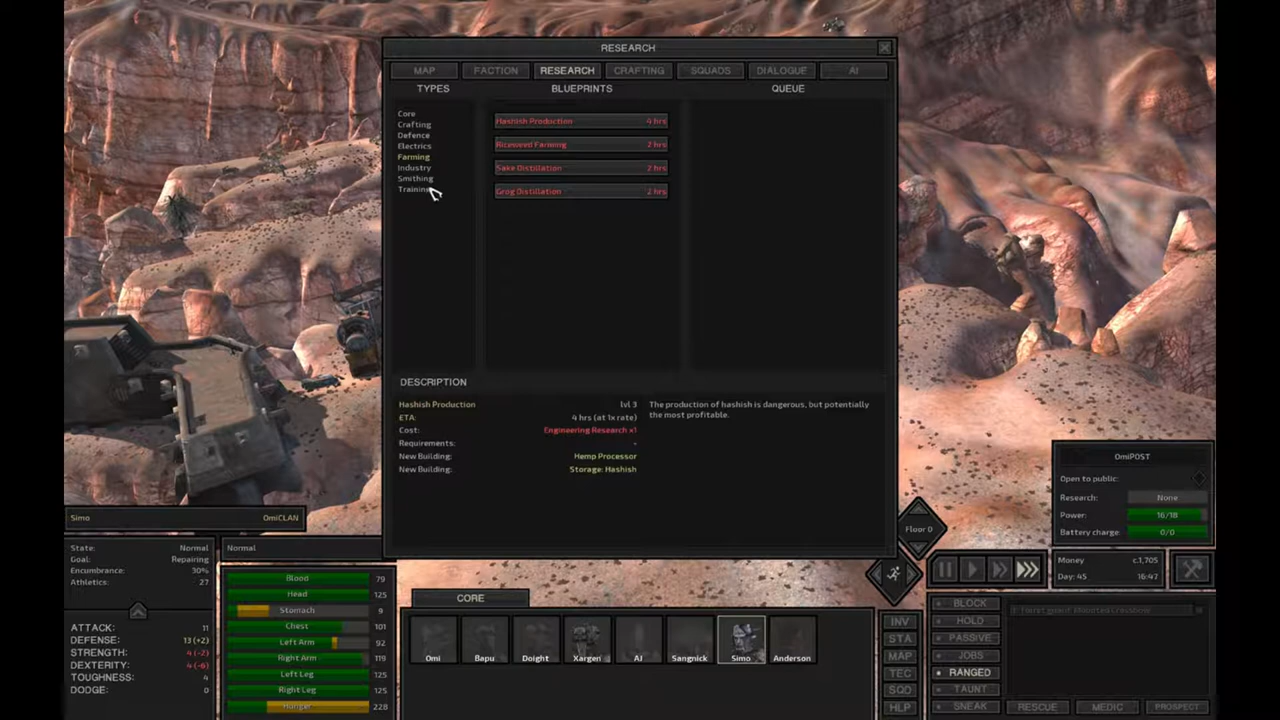 RESEARCH
MAP
FACTION
RESEARCH
CRAFTING
SQUADS
DIALOGUE
AI
TYPES
BLUEPRINTS
QUEUE
Core
Crafting
Defence
Electrics
Farming
Industry
Smithing
Training
Hashish Production 4 hrs
Riceweed Farming 2 hrs
Sake Distillation 2 hrs
Grog Distillation 2 hrs
DESCRIPTION
Hashish Production lvl 3
ETA: 4 hrs (at 1x rate)
Cost: Engineering Research x1
Requirements: -
New Building: Hemp Processor
New Building: Storage: Hashish
The production of hashish is dangerous, but potentially
the most profitable.
OmiPOST
Open to public:
Research: None
Power: 16/18
Battery charge: 0/0
Floor 0
Money c.1,705
Day: 45 16:47
Simo OmiCLAN
State: Normal
Goal: Repairing
Encumbrance: 30%
Athletics: 27
ATTACK: 11
DEFENSE: 13 (+2)
STRENGTH: 4 (-2)
DEXTERITY: 4 (-6)
TOUGHNESS: 4
DODGE: 0
Normal
Blood 79
Head 125
Stomach 9
Chest 101
Left Arm 92
Right Arm 119
Left Leg 125
Right Leg 125
Hunger 228
CORE
Omi
Bapu
Doight
Xargen
AJ
Sangnick
Simo
Anderson
INV
STA
MAP
TEC
SQD
HLP
BLOCK
HOLD
PASSIVE
JOBS
RANGED
TAUNT
SNEAK
RESCUE
MEDIC
PROSPECT